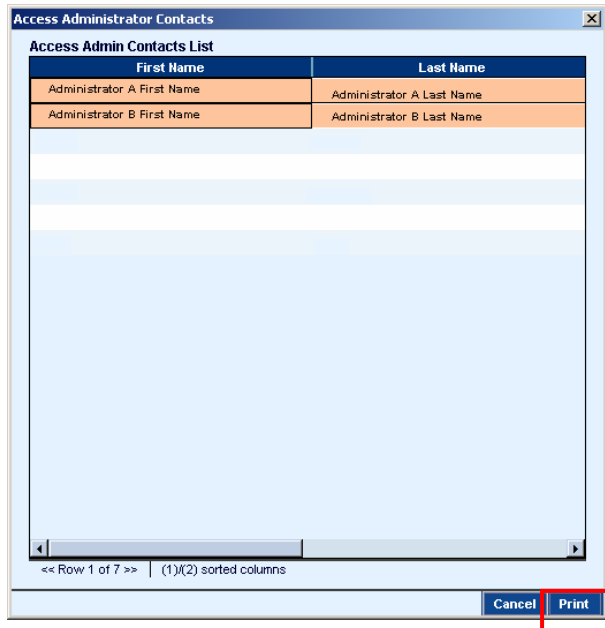 Access Administrator Contacts
Access Admin Contacts List
First Name Last Name
Administrator A First Name Administrator A Last Name
Administrator B First Name Administrator B Last Name
<< Row 1 of 7 >> (1)/(2) sorted columns
Cancel Print